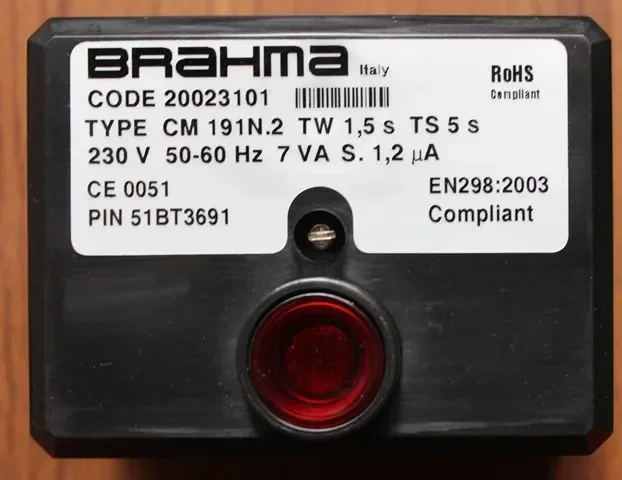 BRAHMA Italy
RoHS
Compliant
CODE 20023101
TYPE CM 191N.2 TW 1,5 s TS 5 s
230 V 50-60 Hz 7 VA S. 1,2 µA
CE 0051
EN298:2003
PIN 51BT3691
Compliant